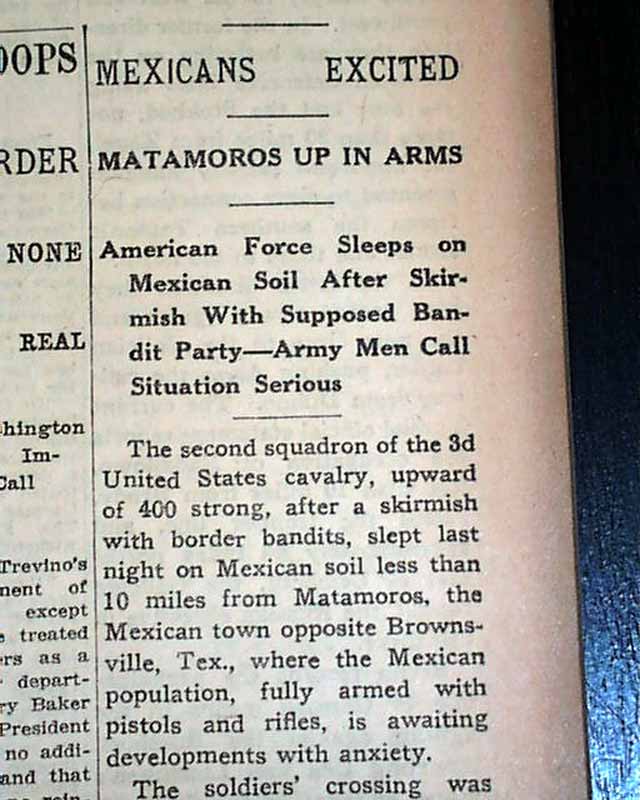 OOPS
RDER
NONE
REAL
hington
Im-
Call
Trevino's
ment of
except
treated
ers as a
depart-
ry Baker
President
no addi-
and that
MEXICANS EXCITED
MATAMOROS UP IN ARMS
American Force Sleeps on
Mexican Soil After Skir-
mish With Supposed Ban-
dit Party—Army Men Call
Situation Serious
The second squadron of the 3d
United States cavalry, upward
of 400 strong, after a skirmish
with border bandits, slept last
night on Mexican soil less than
10 miles from Matamoros, the
Mexican town opposite Browns-
ville, Tex., where the Mexican
population, fully armed with
pistols and rifles, is awaiting
developments with anxiety.
The soldiers' crossing was